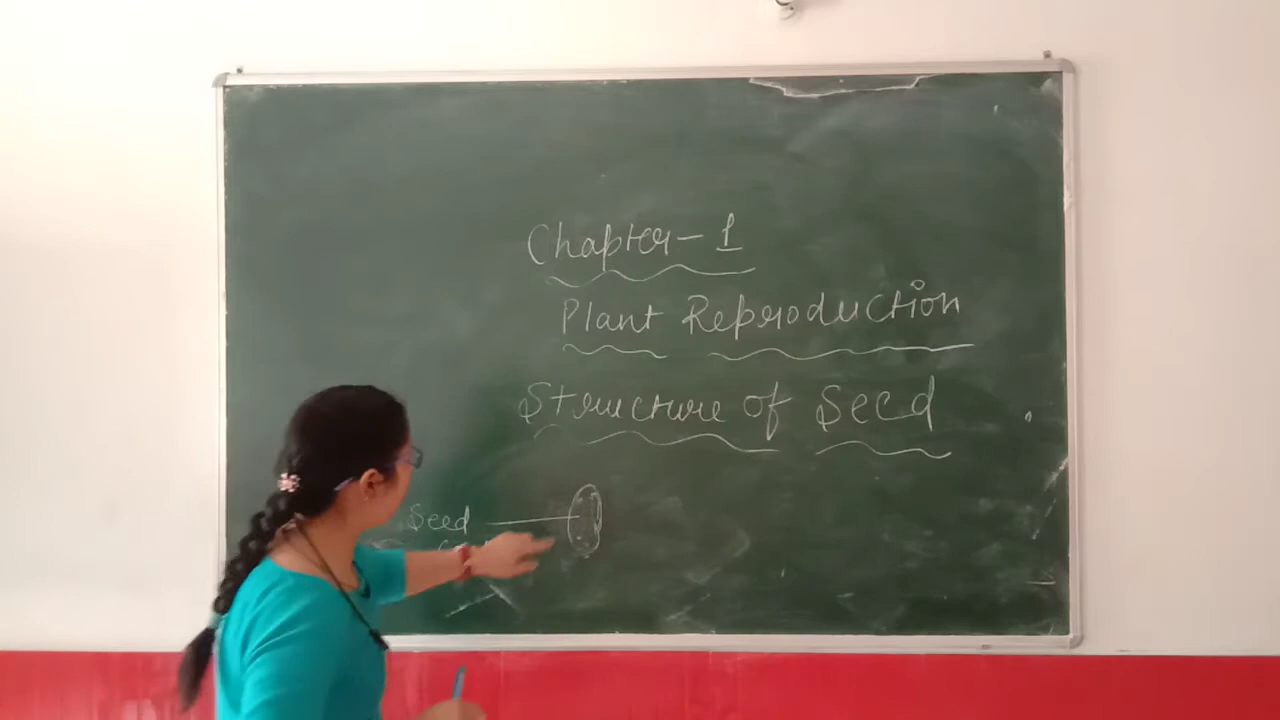 Chapter-1
Plant Reproduction
Structure of Seed
Seed